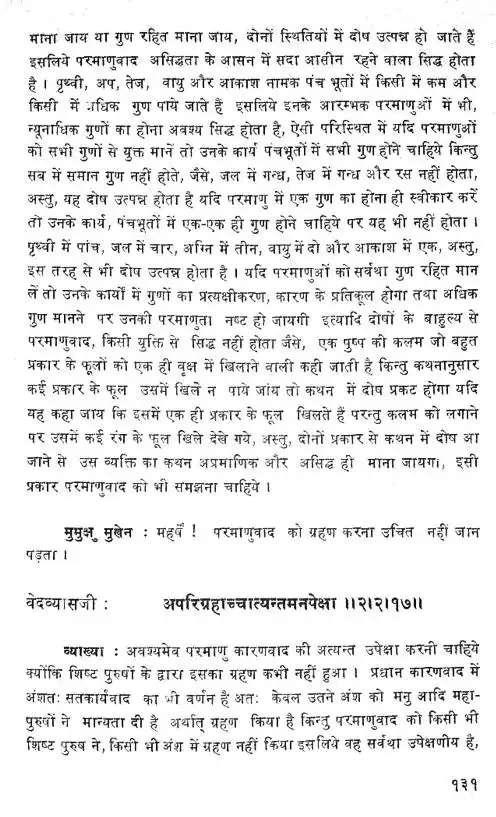 माना जाय या गुण रहित माना जाय, दोनों स्थितियों में दोष उत्पन्न हो जाते हैं
इसलिये परमाणुवाद असिद्धता के आसन में सदा आसीन रहने वाला सिद्ध होता
है । पृथ्वी, अप, तेज, वायु और आकाश नामक पंच भूतों में किसी में कम और
किसी में अधिक गुण पाये जाते हैं इसलिये इनके आरम्भक परमाणुओं में भी,
न्यूनाधिक गुणों का होना अवश्य सिद्ध होता है, ऐसी परिस्थित में यदि परमाणुओं
को सभी गुणों से युक्त मानें तो उनके कार्य पंचभूतों में सभी गुण होने चाहिये किन्तु
सब में समान गुण नहीं होते, जैसे, जल में गन्ध, तेज में गन्ध और रस नहीं होता,
अस्तु, यह दोष उत्पन्न होता है यदि परमाणु में एक गुण का होना ही स्वीकार करें
तो उनके कार्य, पंचभूतों में एक-एक ही गुण होने चाहिये पर यह भी नहीं होता ।
पृथ्वी में पांच, जल में चार, अग्नि में तीन, वायु में दो और आकाश में एक, अस्तु,
इस तरह से भी दोष उत्पन्न होता है । यदि परमाणुओं को सर्वथा गुण रहित मान
लें तो उनके कार्यों में गुणों का प्रत्यक्षीकरण, कारण के प्रतिकूल होगा तथा अधिक
गुण मानने पर उनकी परमाणुता नष्ट हो जायगी इत्यादि दोषों के बाहुल्य से
परमाणुवाद, किसी युक्ति से सिद्ध नहीं होता जैसे, एक पुष्प की कलम जो बहुत
प्रकार के फूलों को एक ही वृक्ष में खिलाने वाली कही जाती है किन्तु कथनानुसार
कई प्रकार के फूल उसमें खिले न पाये जांय तो कथन में दोष प्रकट होगा यदि
यह कहा जाय कि इसमें एक ही प्रकार के फूल खिलते हैं परन्तु कलम को लगाने
पर उसमें कई रंग के फूल खिले देखे गये, अस्तु, दोनों प्रकार से कथन में दोष आ
जाने से उस व्यक्ति का कथन अप्रमाणिक और असिद्ध ही माना जायगा, इसी
प्रकार परमाणुवाद को भी समझना चाहिये ।
मुमुक्षु मुखेन : महर्षे ! परमाणुवाद को ग्रहण करना उचित नहीं जान
पड़ता ।
वेदव्यासजी : अपरिग्रहाच्चात्यन्तमनपेक्षा ॥२।२।१७॥
व्याख्या : अवश्यमेव परमाणु कारणवाद की अत्यन्त उपेक्षा करनी चाहिये
क्योंकि शिष्ट पुरुषों के द्वारा इसका ग्रहण कभी नहीं हुआ । प्रधान कारणवाद में
अंशतः सतकार्यवाद का भी वर्णन है अतः केवल उतने अंश को मनु आदि महा-
पुरुषों ने मान्यता दी है अर्थात् ग्रहण किया है किन्तु परमाणुवाद को किसी भी
शिष्ट पुरुष ने, किसी भी अंश में ग्रहण नहीं किया इसलिये वह सर्वथा उपेक्षणीय है,
१३१